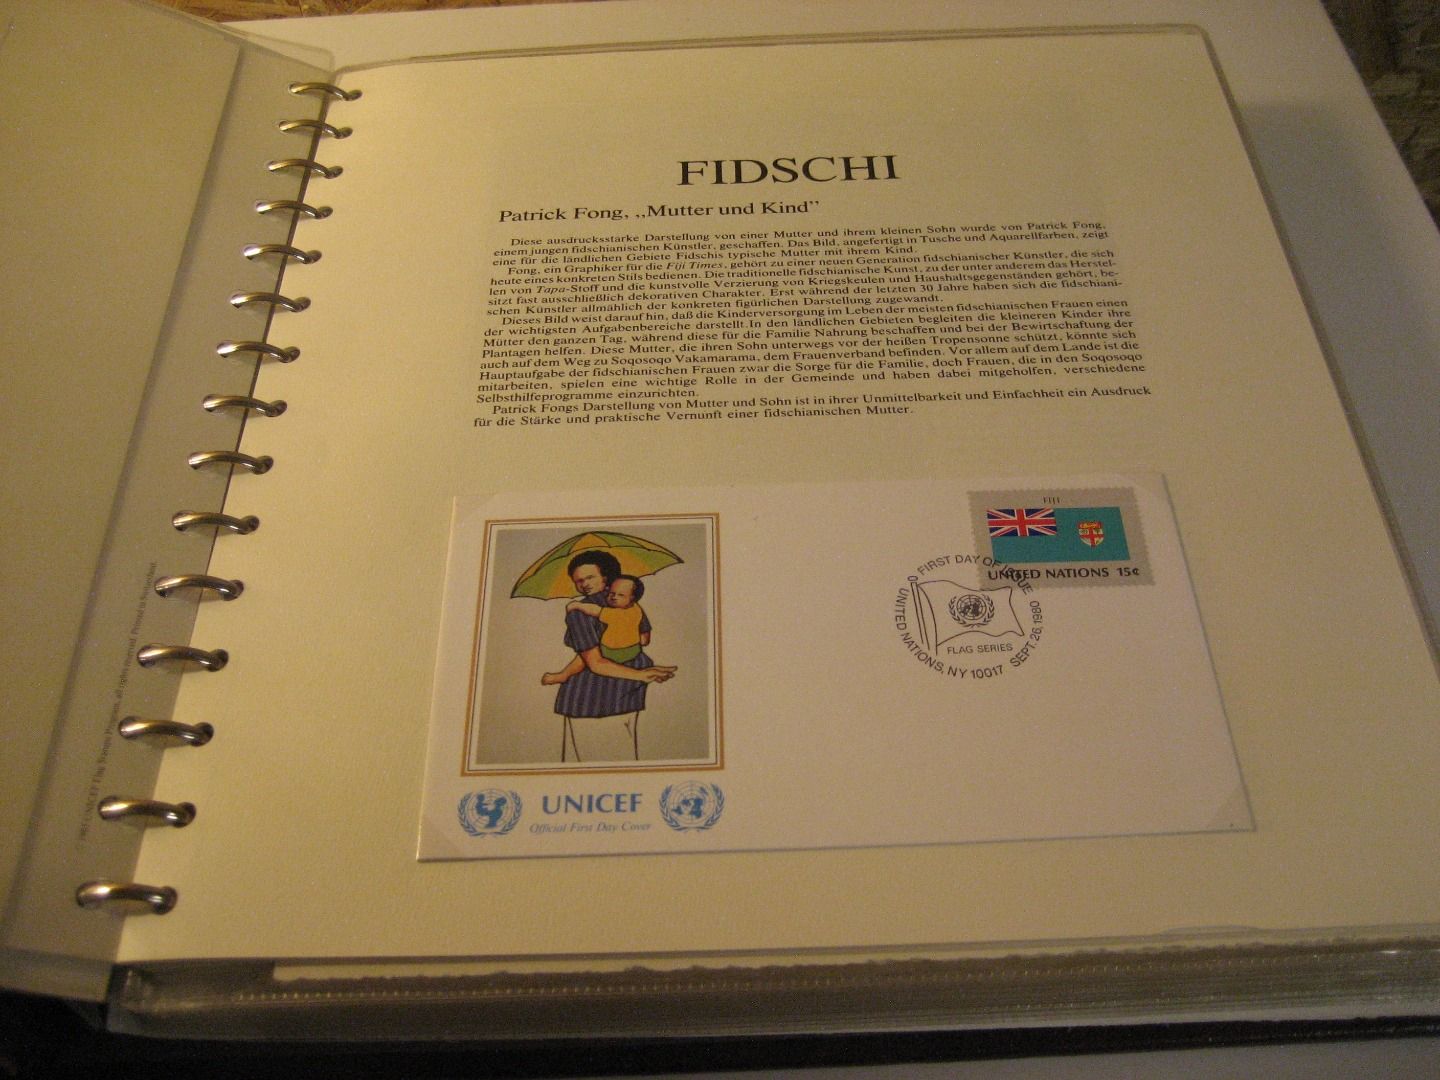 FIDSCHI
Patrick Fong, ,,Mutter und Kind”
Diese ausdrucksstarke Darstellung von einer Mutter und ihrem kleinen Sohn wurde von Patrick Fong,
einem jungen fidschianischen Künstler, geschaffen. Das Bild, angefertigt in Tusche und Aquarellfarben, zeigt
eine für die ländlichen Gebiete Fidschis typische Mutter mit ihrem Kind.
Fong, ein Graphiker für die Fiji Times, gehört zu einer neuen Generation fidschianischer Künstler, die sich
heute eines konkreten Stils bedienen. Die traditionelle fidschianische Kunst, zu der unter anderem das Herstel-
len von Tapa-Stoff und die kunstvolle Verzierung von Kriegskeulen und Haushaltsgegenständen gehört, be-
sitzt fast ausschließlich dekorativen Charakter. Erst während der letzten 30 Jahre haben sich die fidschiani-
schen Künstler allmählich der konkreten figürlichen Darstellung zugewandt.
Dieses Bild weist darauf hin, daß die Kinderversorgung im Leben der meisten fidschianischen Frauen einen
der wichtigsten Aufgabenbereiche darstellt. In den ländlichen Gebieten begleiten die kleineren Kinder ihre
Mütter den ganzen Tag, während diese für die Familie Nahrung beschaffen und bei der Bewirtschaftung der
Plantagen helfen. Diese Mutter, die ihren Sohn unterwegs vor der heißen Tropensonne schützt, könnte sich
auch auf dem Weg zu Soqosoqo Vakamarama, dem Frauenverband befinden. Vor allem auf dem Lande ist die
Hauptaufgabe der fidschianischen Frauen zwar die Sorge für die Familie, doch Frauen, die in den Soqosoqo
mitarbeiten, spielen eine wichtige Rolle in der Gemeinde und haben dabei mitgeholfen, verschiedene
Selbsthilfeprogramme einzurichten.
Patrick Fongs Darstellung von Mutter und Sohn ist in ihrer Unmittelbarkeit und Einfachheit ein Ausdruck
für die Stärke und praktische Vernunft einer fidschianischen Mutter.
FIJI
UNITED NATIONS 15¢
FIRST DAY OF ISSUE
UNITED NATIONS, NY 10017 SEPT. 26, 1980
FLAG SERIES
UNICEF
Official First Day Cover
UNICEF Flag Stamp Program, all rights reserved. Printed in Switzerland.